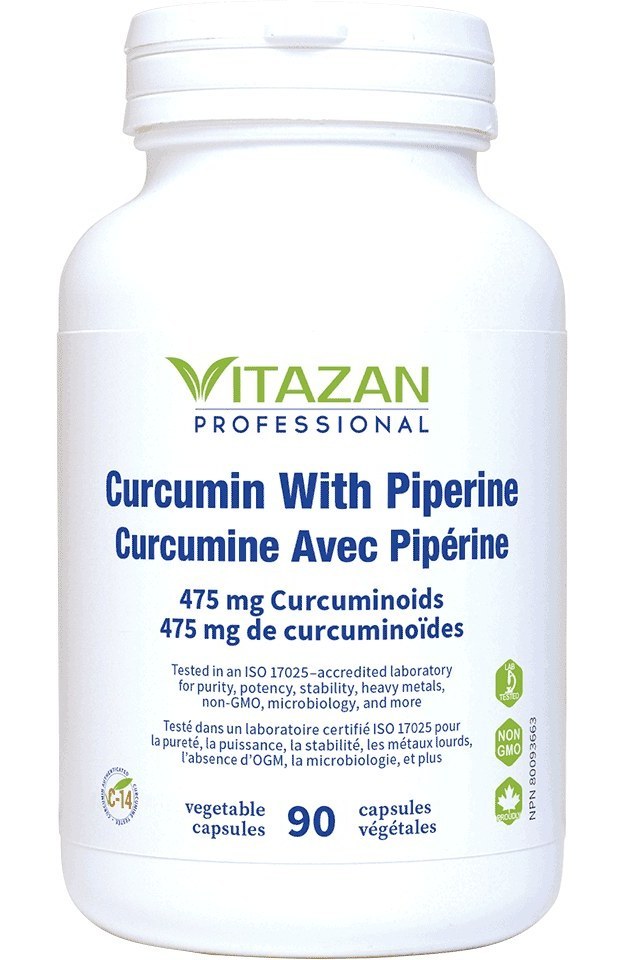 VITAZAN
PROFESSIONAL
Curcumin With Piperine
Curcumine Avec Pipérine
475 mg Curcuminoids
475 mg de curcuminoïdes
Tested in an ISO 17025–accredited laboratory
for purity, potency, stability, heavy metals,
non-GMO, microbiology, and more
Testé dans un laboratoire certifié ISO 17025 pour
la pureté, la puissance, la stabilité, les métaux lourds,
l'absence d'OGM, la microbiologie, et plus
LAB
TESTED
NON
GMO
PROUDLY
NPN 80093663
C-14
vegetable
capsules
90
capsules
végétales